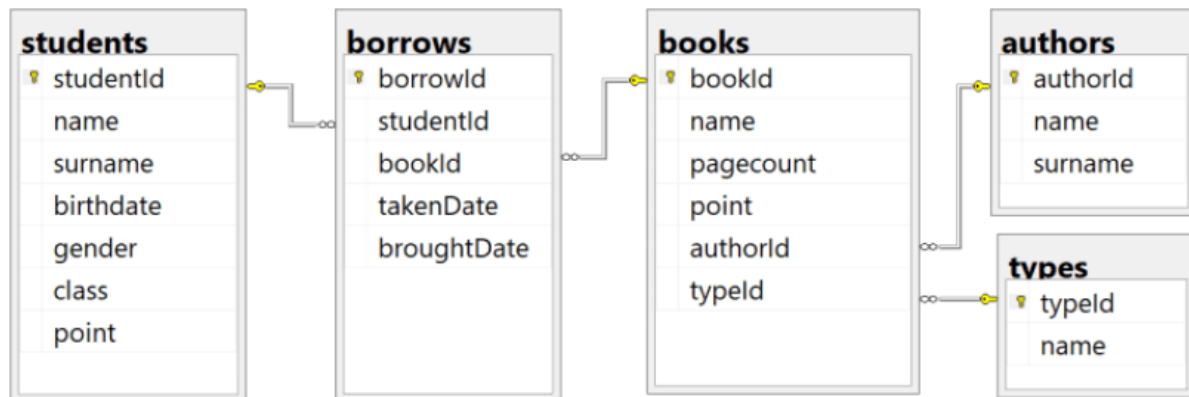 students
studentId
name
surname
birthdate
gender
class
point
borrows
borrowId
studentId
bookId
takenDate
broughtDate
books
bookId
name
pagecount
point
authorId
typeId
authors
authorId
name
surname
types
typeId
name